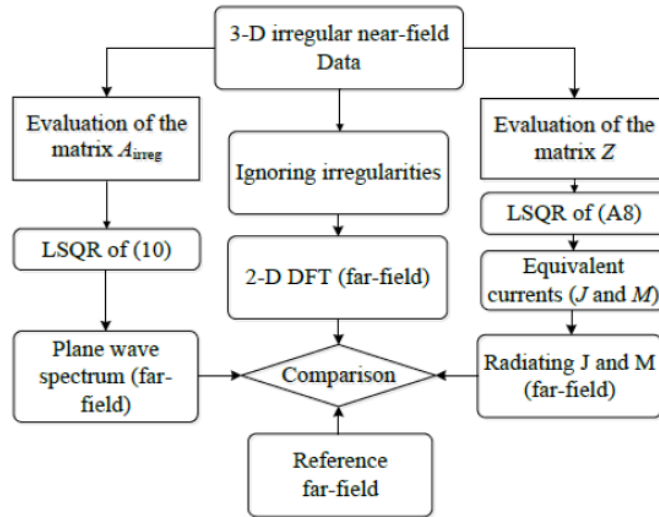 3-D irregular near-field
Data
Evaluation of the
matrix A_irreg
LSQR of (10)
Plane wave
spectrum (far-
field)
Ignoring irregularities
2-D DFT (far-field)
Comparison
Reference
far-field
Evaluation of the
matrix Z
LSQR of (A8)
Equivalent
currents (J and M)
Radiating J and M
(far-field)